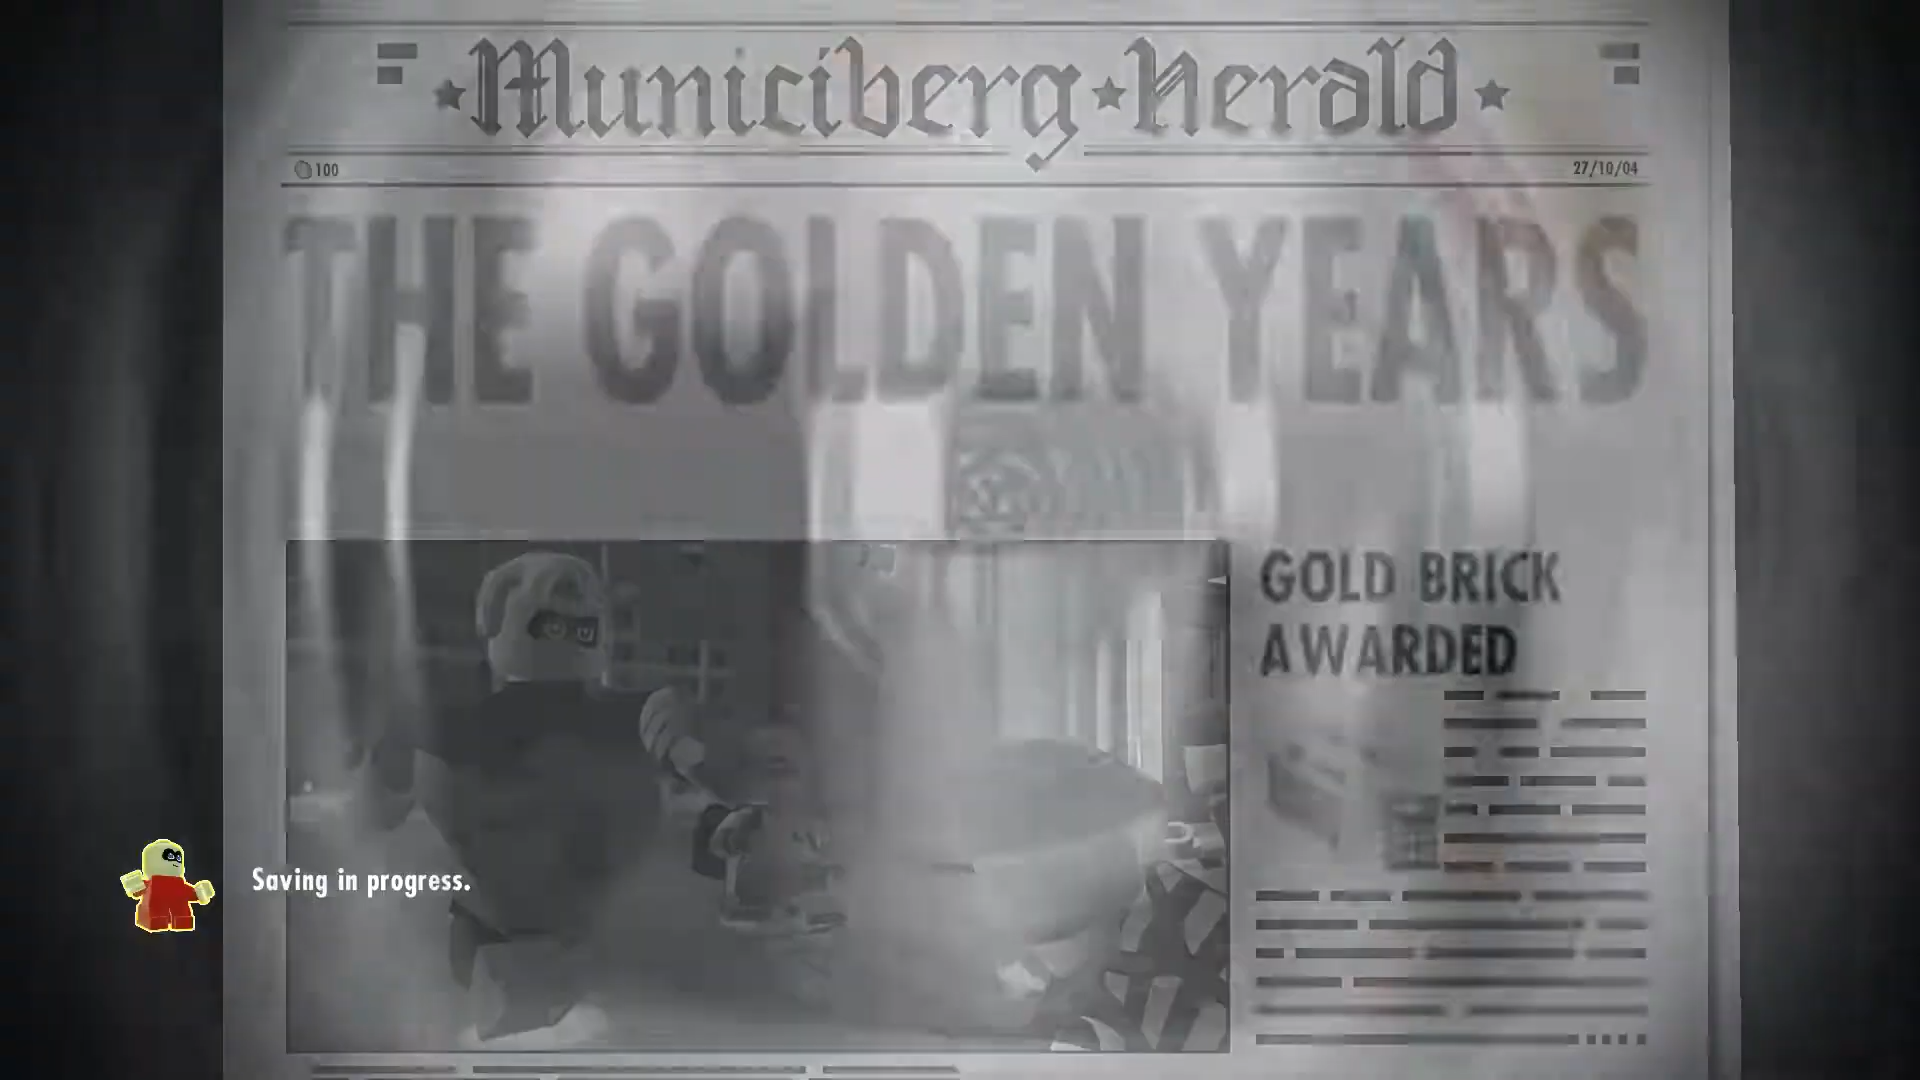 Municiberg Herald
100
27/10/04
THE GOLDEN YEARS
GOLD BRICK
AWARDED
Saving in progress.